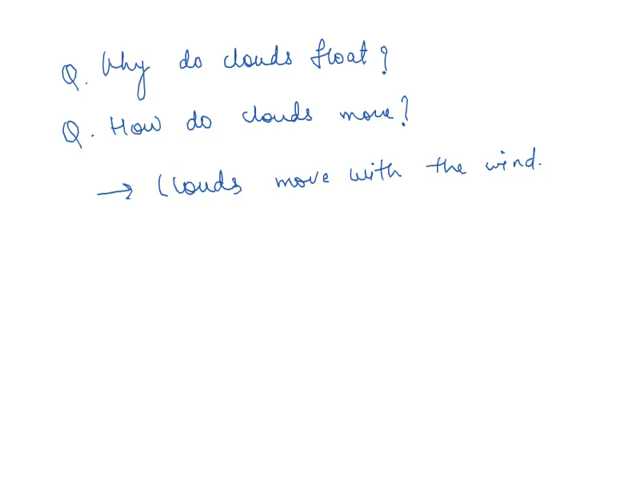 Q. Why do clouds float?
Q. How do clouds move?
→ Clouds move with the wind.